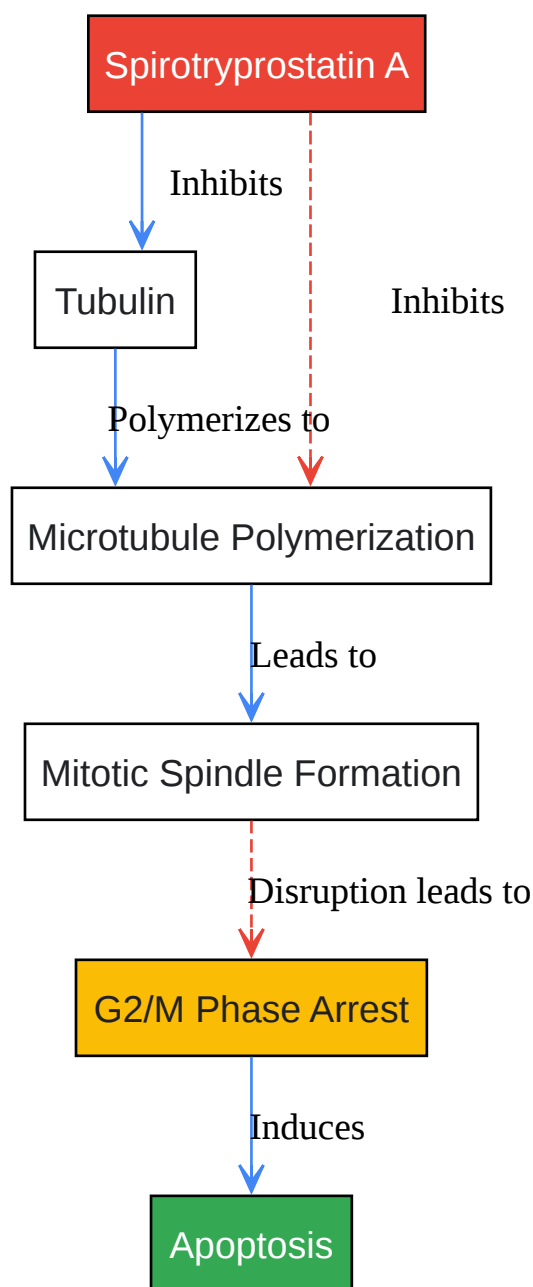 Spirotryprostatin A
Inhibits
Tubulin
Inhibits
Polymerizes to
Microtubule Polymerization
Leads to
Mitotic Spindle Formation
Disruption leads to
G2/M Phase Arrest
Induces
Apoptosis